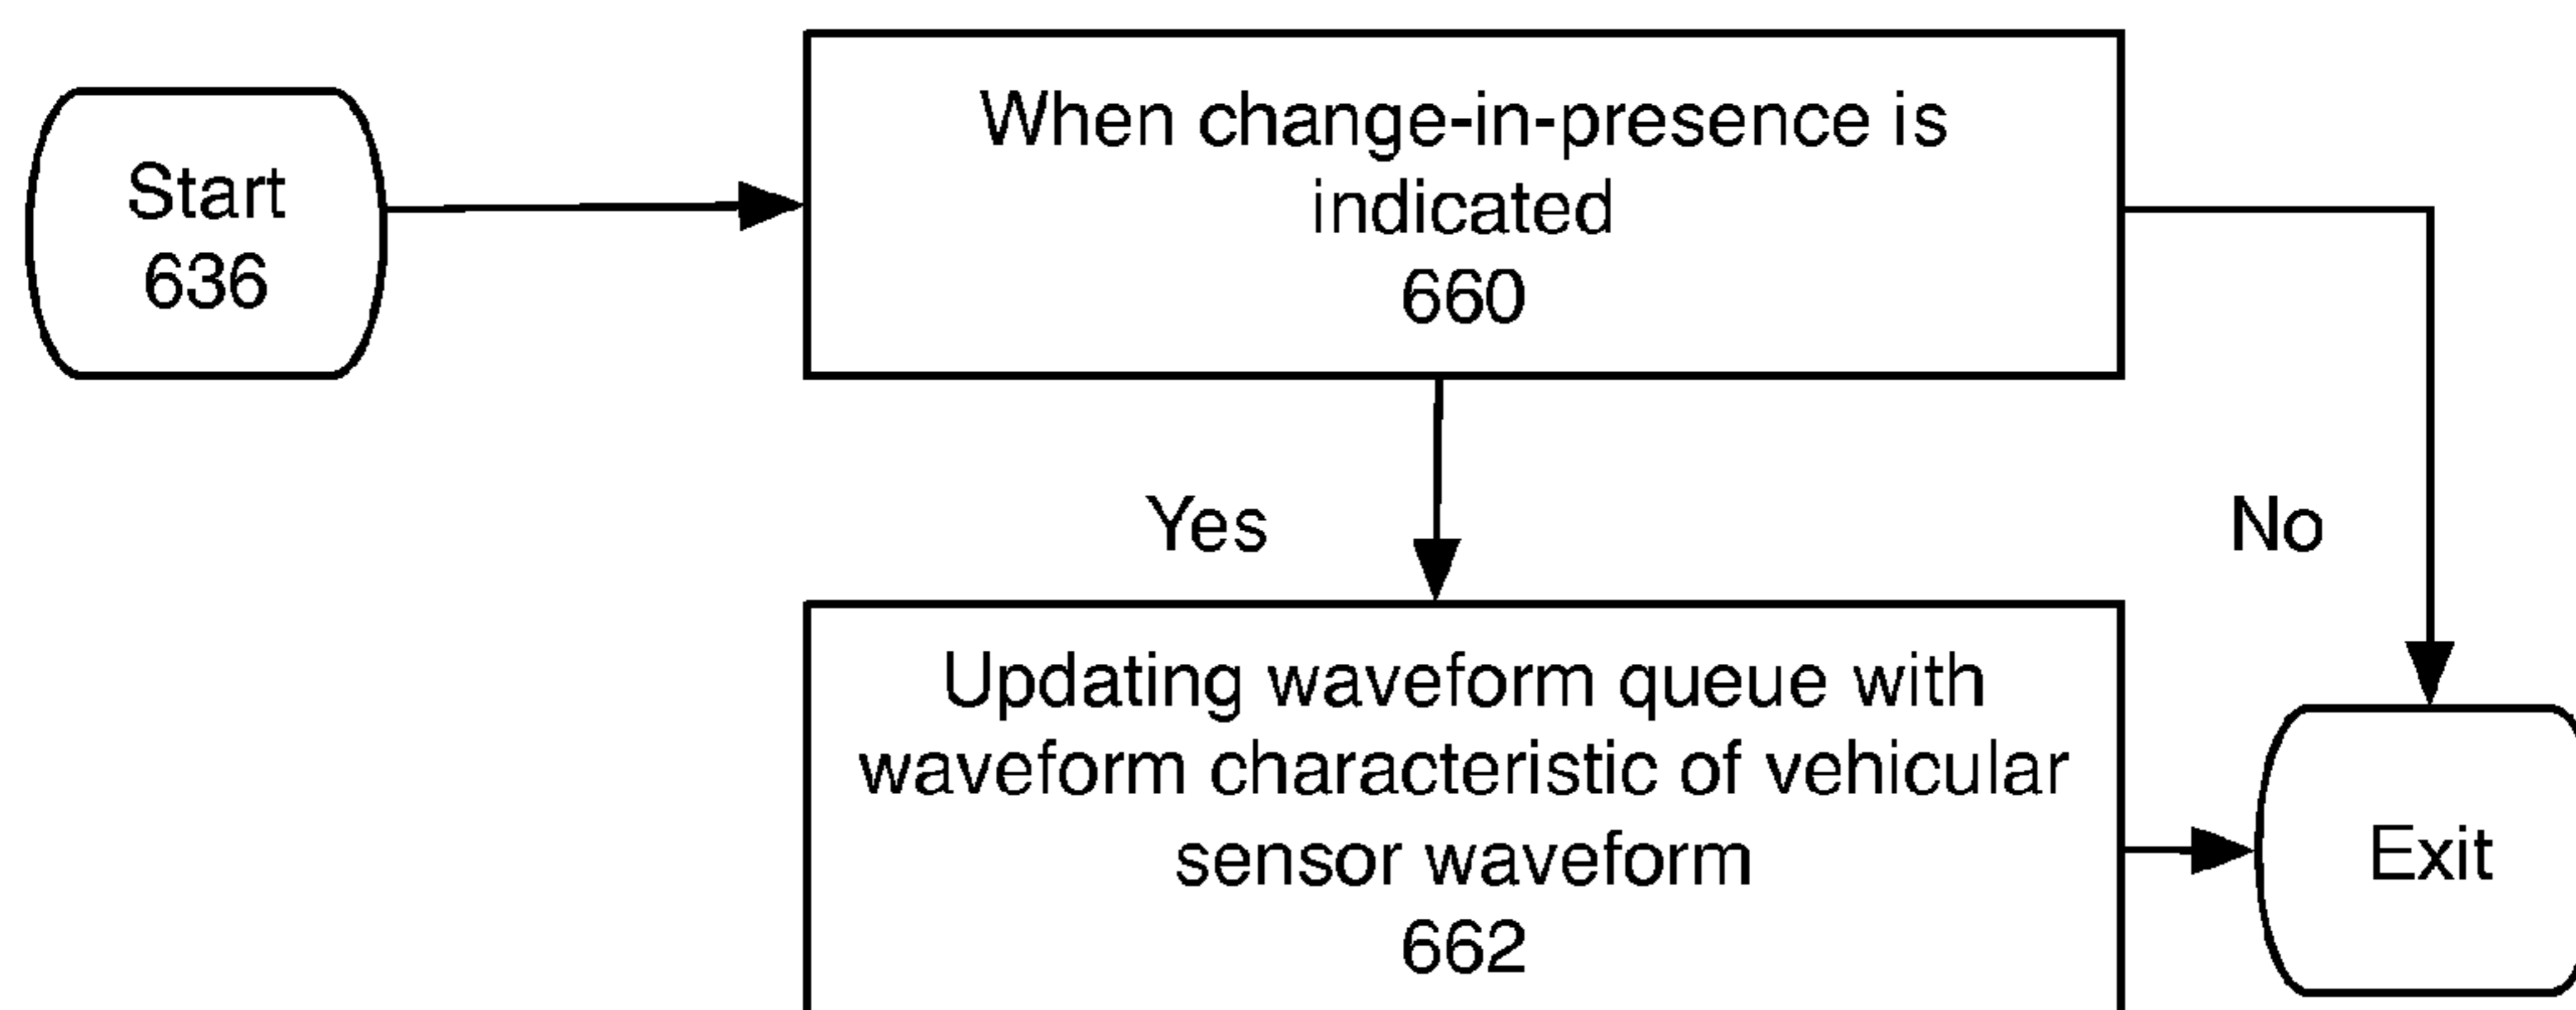 Start
636
When change-in-presence is
indicated
660
Yes
No
Updating waveform queue with
waveform characteristic of vehicular
sensor waveform
662
Exit